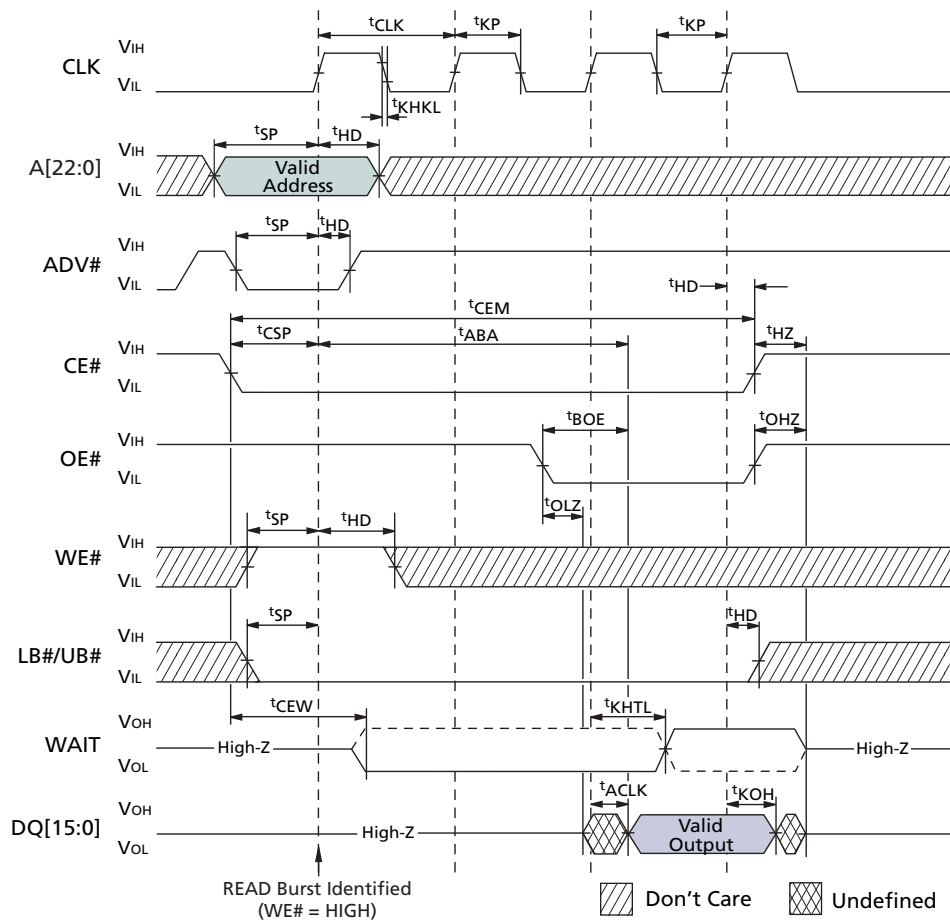 tCLK tKP tKP
CLK VIH
VIL
tKHKL
tSP tHD
A[22:0] VIH
VIL
Valid
Address
tSP tHD
ADV# VIH
VIL
tHD
tCEM
tCSP tABA tHZ
CE# VIH
VIL
tBOE tOHZ
OE# VIH
VIL
tOLZ
tSP tHD
WE# VIH
VIL
tSP tHD
LB#/UB# VIH
VIL
tCEW tKHTL
WAIT VOH
VOL
High-Z High-Z
tACLK tKOH
DQ[15:0] VOH
VOL
High-Z
Valid
Output
READ Burst Identified
(WE# = HIGH)
Don't Care Undefined